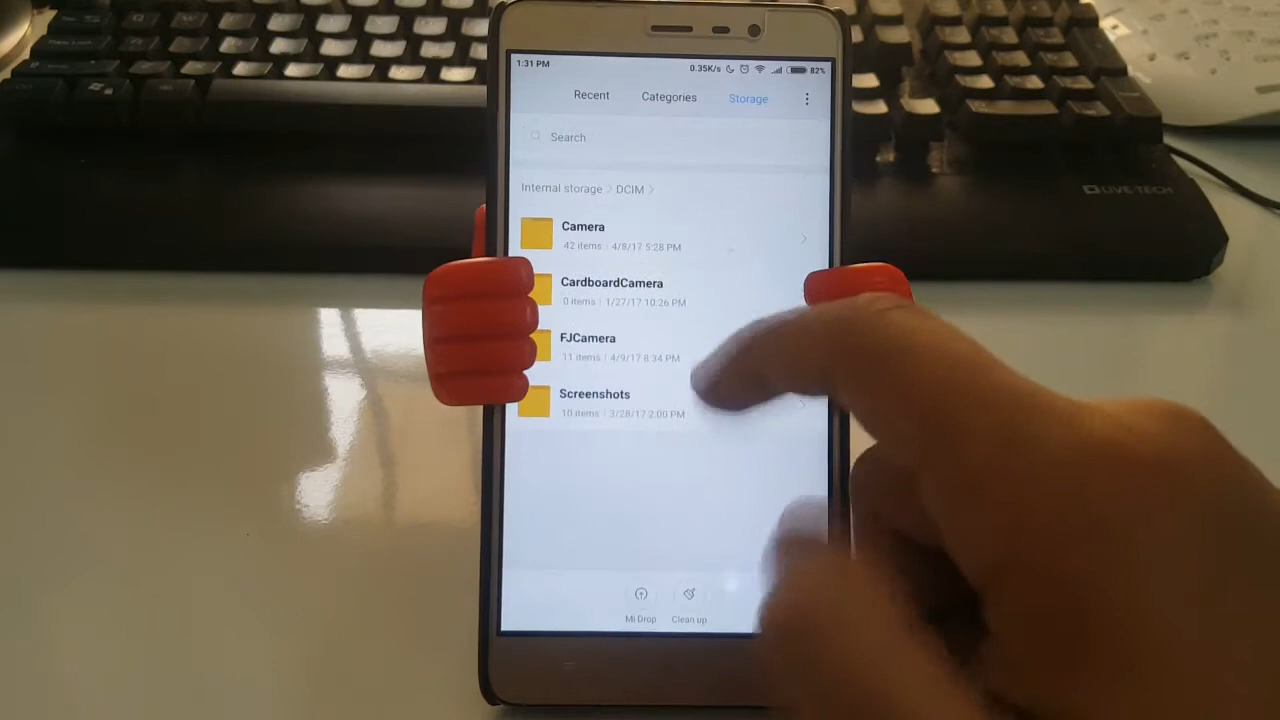 1:31 PM
0.35K/s 82%
Recent Categories Storage
Search
Internal storage > DCIM >
Camera
42 items | 4/8/17 5:28 PM
CardboardCamera
0 items | 1/27/17 10:26 PM
FJCamera
11 items | 4/9/17 8:34 PM
Screenshots
10 items | 3/28/17 2:00 PM
Mi Drop Clean up
LIVE-TECH